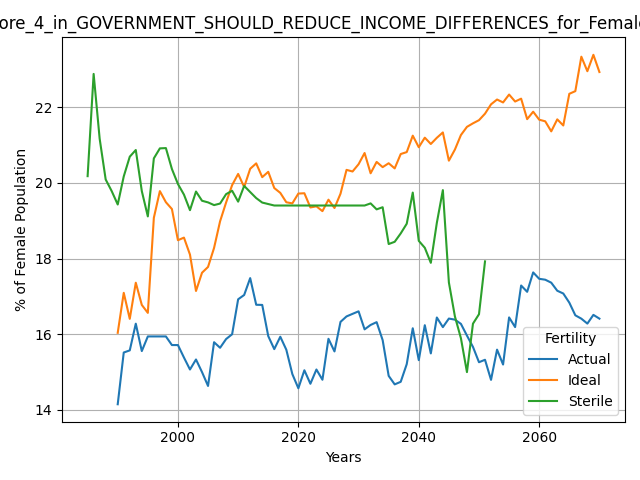 ore_4_in_GOVERNMENT_SHOULD_REDUCE_INCOME_DIFFERENCES_for_Female
% of Female Population
22
20
18
16
14
2000
2020
2040
2060
Years
Fertility
Actual
Ideal
Sterile